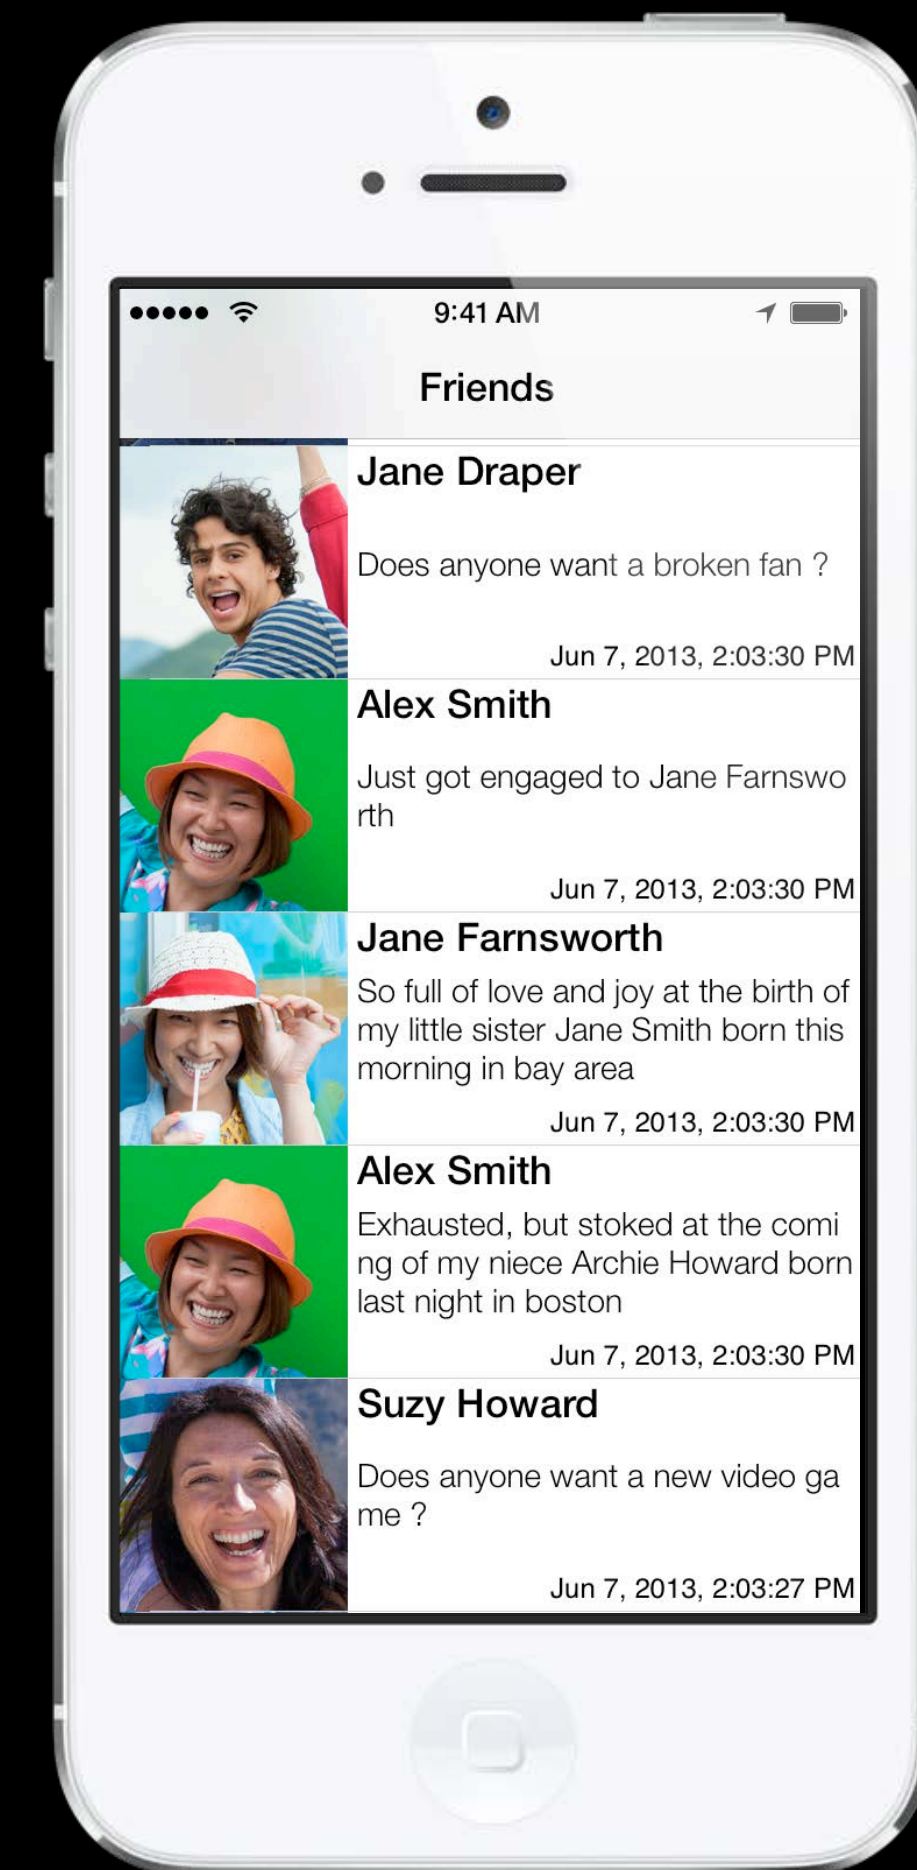 9:41 AM
Friends
Jane Draper
Does anyone want a broken fan ?
Jun 7, 2013, 2:03:30 PM
Alex Smith
Just got engaged to Jane Farnswo
rth
Jun 7, 2013, 2:03:30 PM
Jane Farnsworth
So full of love and joy at the birth of
my little sister Jane Smith born this
morning in bay area
Jun 7, 2013, 2:03:30 PM
Alex Smith
Exhausted, but stoked at the comi
ng of my niece Archie Howard born
last night in boston
Jun 7, 2013, 2:03:30 PM
Suzy Howard
Does anyone want a new video ga
me ?
Jun 7, 2013, 2:03:27 PM